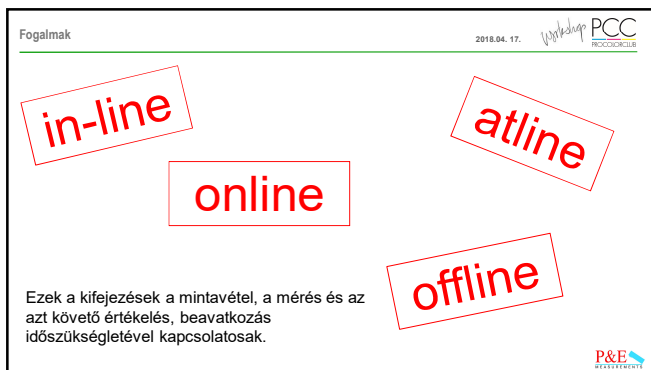 Fogalmak
2018.04. 17.
Workshop
PCC
PROCOLORCLUB
in-line
atline
online
offline
Ezek a kifejezések a mintavétel, a mérés és az
azt követő értékelés, beavatkozás
időszükségletével kapcsolatosak.
P&E
MEASUREMENTS